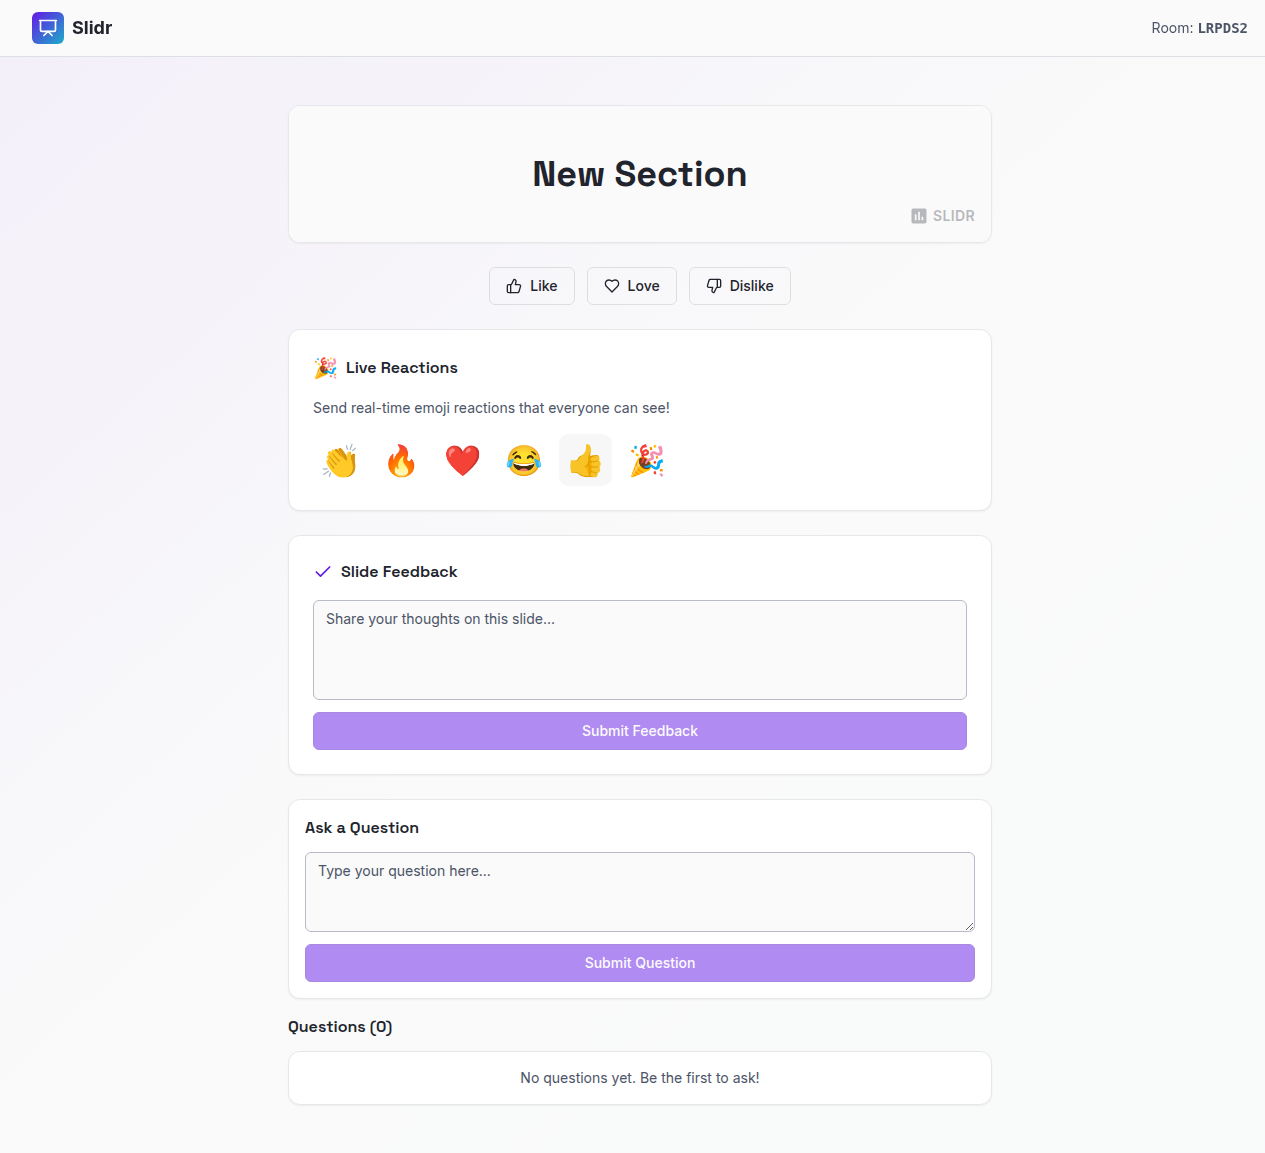 Slidr
Room: LRPDS2
New Section
SLIDR
Like
Love
Dislike
Live Reactions
Send real-time emoji reactions that everyone can see!
Slide Feedback
Share your thoughts on this slide...
Submit Feedback
Ask a Question
Type your question here...
Submit Question
Questions (0)
No questions yet. Be the first to ask!